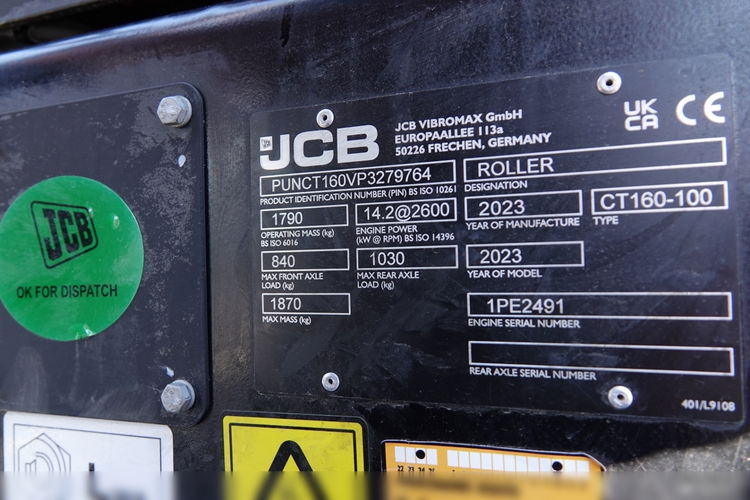 JCB
OK FOR DISPATCH
JCB
JCB VIBROMAX GmbH
EUROPAALLEE 113a
50226 FRECHEN, GERMANY
UK
CA
CE
PUNCT160VP3279764
PRODUCT IDENTIFICATION NUMBER (PIN) BS ISO 10261
ROLLER
DESIGNATION
1790
OPERATING MASS (kg)
BS ISO 6016
14.2@2600
ENGINE POWER
(kW @ RPM) BS ISO 14396
2023
YEAR OF MANUFACTURE
CT160-100
TYPE
840
MAX FRONT AXLE
LOAD (kg)
1030
MAX REAR AXLE
LOAD (kg)
2023
YEAR OF MODEL
1870
MAX MASS (kg)
1PE2491
ENGINE SERIAL NUMBER
REAR AXLE SERIAL NUMBER
401/L9108
22 23 24 25